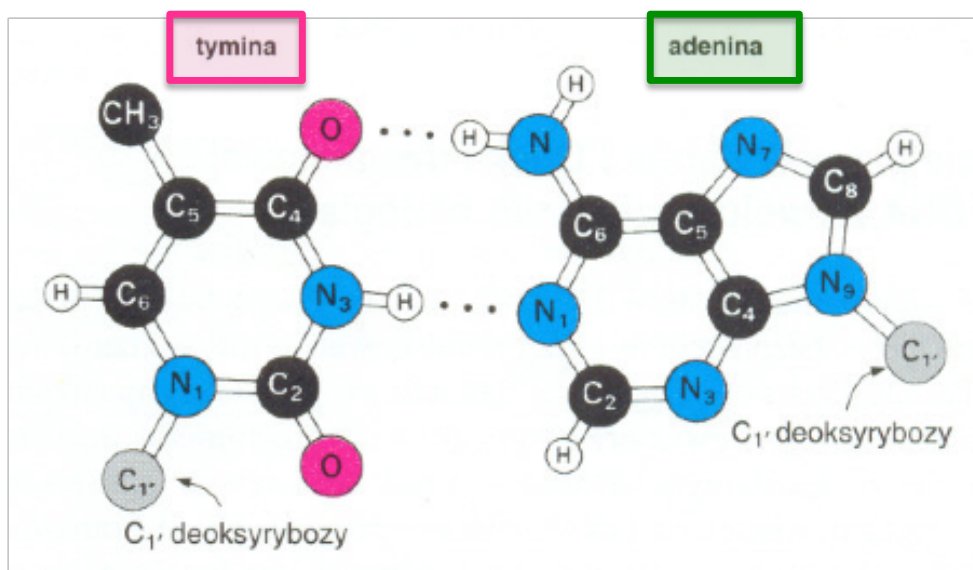 tymina
adenina
CH₃
O
H
N
H
N₇
H
C₅
C₄
C₆
C₅
C₈
H
C₆
N₃
H
N₁
C₄
N₉
N₁
C₂
C₂
N₃
C₁'
C₁'
O
H
C₁' deoksyrybozy
C₁' deoksyrybozy